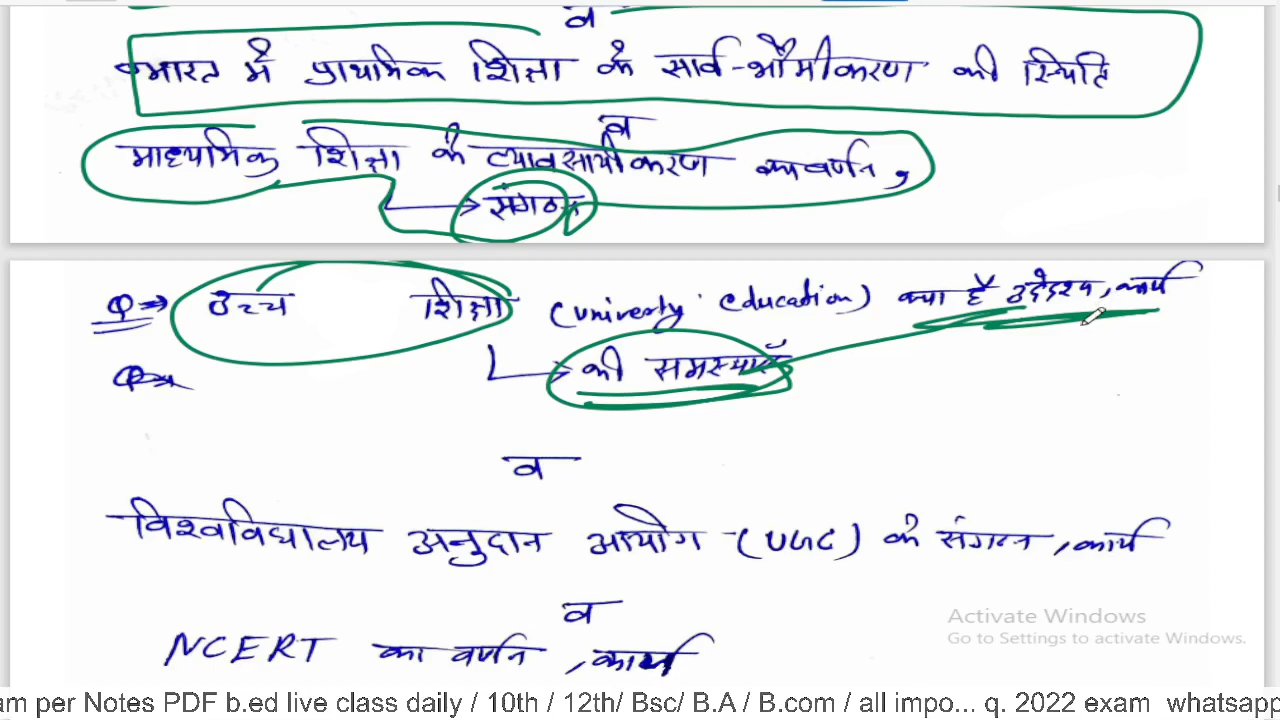 व
भारत में प्राथमिक शिक्षा के सार्व-भौमीकरण की स्थिति
व
माध्यमिक शिक्षा के व्यावसायीकरण का वर्णन,
संगठन
Q⇒ उच्च शिक्षा (univerty education) क्या है उद्देश्य, कार्य
की समस्याएँ
व
विश्वविद्यालय अनुदान आयोग-(UGC) के संगठन, कार्य
व
NCERT का वर्णन, कार्य
Activate Windows
Go to Settings to activate Windows.
am per Notes PDF b.ed live class daily / 10th / 12th/ Bsc/ B.A / B.com / all impo... q. 2022 exam whatsapp